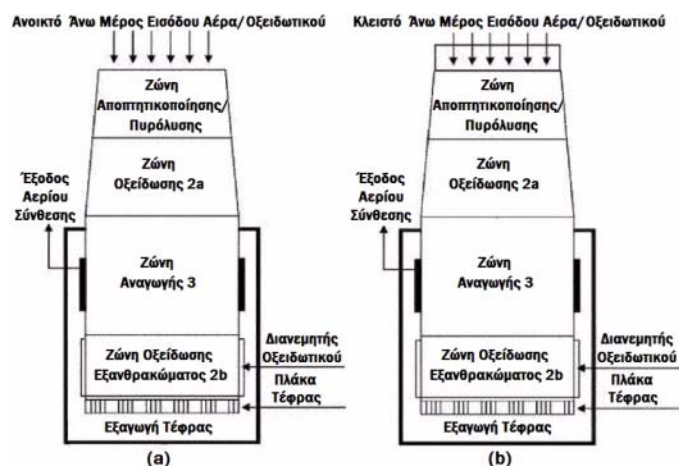 Ανοικτό Άνω Μέρος Εισόδου Αέρα/Οξειδωτικού
Ζώνη
Αποπτητικοποίησης/
Πυρόλυσης
Ζώνη
Οξείδωσης 2a
Έξοδος
Αερίου
Σύνθεσης
Ζώνη
Αναγωγής 3
Ζώνη Οξείδωσης
Εξανθρακώματος 2b
Διανεμητής
Οξειδωτικού
Πλάκα
Τέφρας
Εξαγωγή Τέφρας
(a)
Κλειστό Άνω Μέρος Εισόδου Αέρα/Οξειδωτικού
Ζώνη
Αποπτητικοποίησης/
Πυρόλυσης
Ζώνη
Οξείδωσης 2a
Έξοδος
Αερίου
Σύνθεσης
Ζώνη
Αναγωγής 3
Ζώνη Οξείδωσης
Εξανθρακώματος 2b
Διανεμητής
Οξειδωτικού
Πλάκα
Τέφρας
Εξαγωγή Τέφρας
(b)